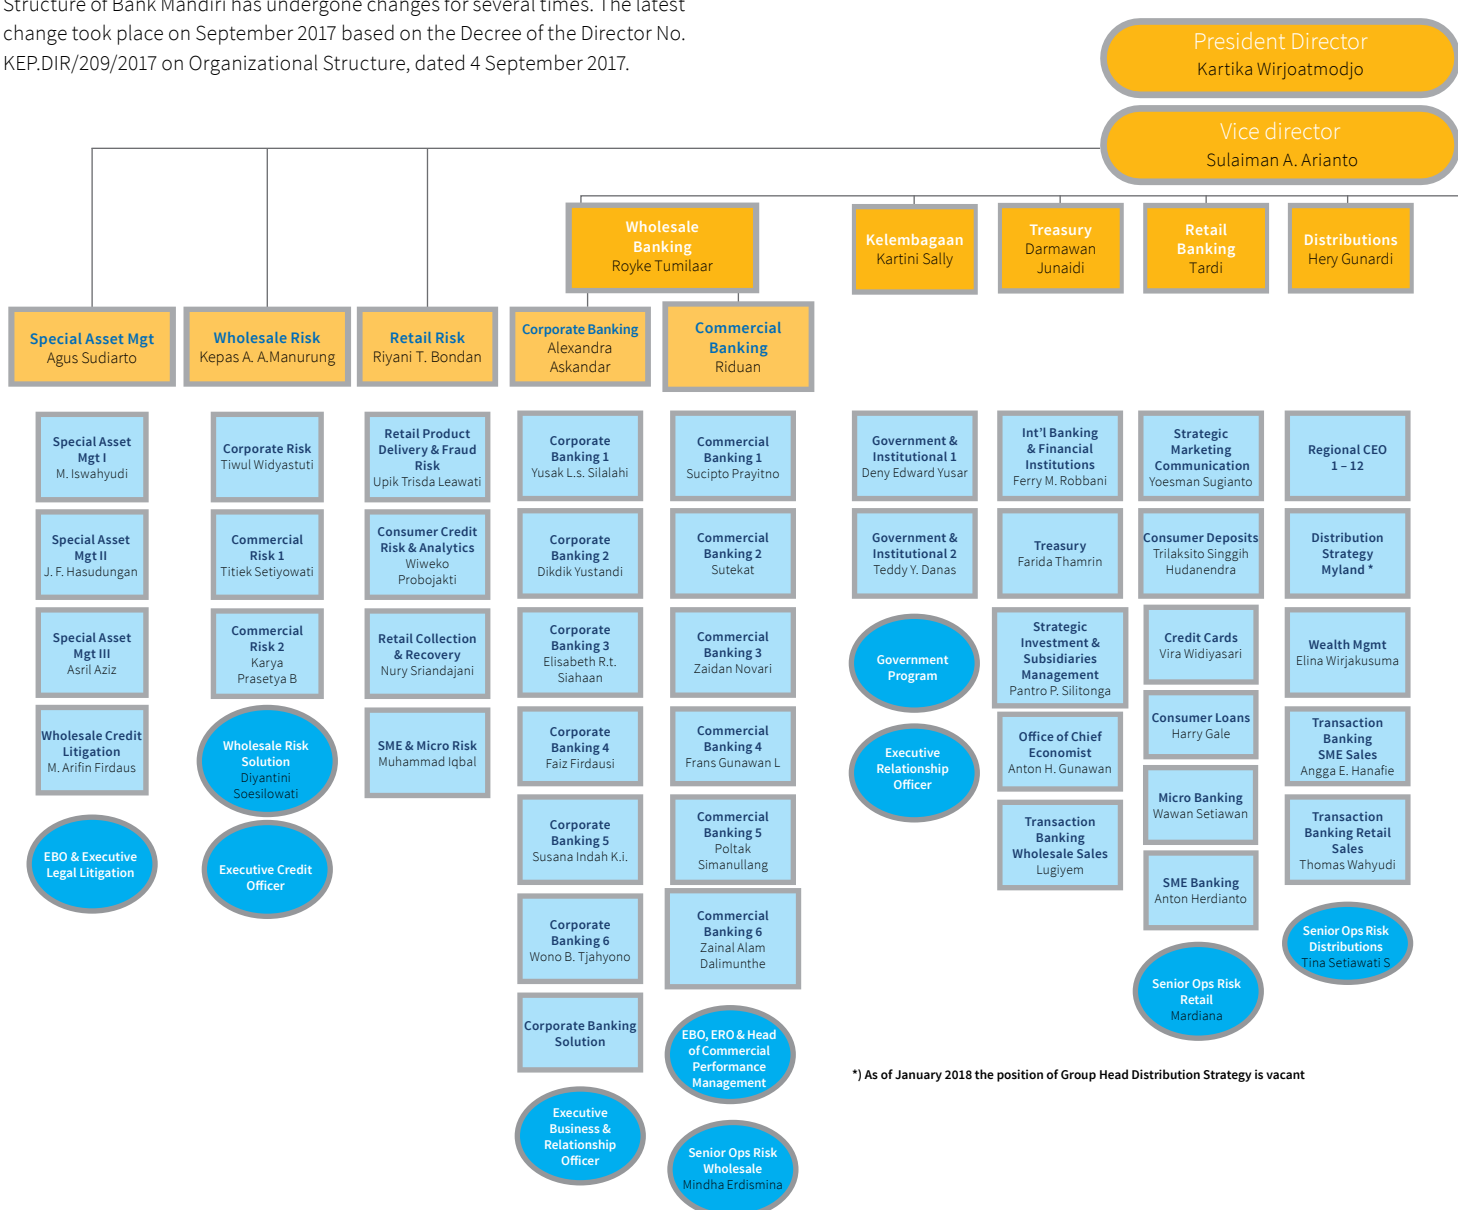 Structure of Bank Mandiri has undergone changes for several times. The latest
change took place on September 2017 based on the Decree of the Director No.
KEP.DIR/209/2017 on Organizational Structure, dated 4 September 2017.
President Director
Kartika Wirjoatmodjo
Vice director
Sulaiman A. Arianto
Wholesale
Banking
Royke Tumilaar
Kelembagaan
Kartini Sally
Treasury
Darmawan
Junaidi
Retail
Banking
Tardi
Distributions
Hery Gunardi
Special Asset Mgt
Agus Sudiarto
Wholesale Risk
Kepas A. A.Manurung
Retail Risk
Riyani T. Bondan
Corporate Banking
Alexandra
Askandar
Commercial
Banking
Riduan
Special Asset
Mgt I
M. Iswahyudi
Special Asset
Mgt II
J. F. Hasudungan
Special Asset
Mgt III
Asril Aziz
Wholesale Credit
Litigation
M. Arifin Firdaus
EBO & Executive
Legal Litigation
Corporate Risk
Tiwul Widyastuti
Commercial
Risk 1
Titiek Setiyowati
Commercial
Risk 2
Karya
Prasetya B
Wholesale Risk
Solution
Diyantini
Soesilowati
Executive Credit
Officer
Retail Product
Delivery & Fraud
Risk
Upik Trisda Leawati
Consumer Credit
Risk & Analytics
Wiweko
Probojakti
Retail Collection
& Recovery
Nury Sriandajani
SME & Micro Risk
Muhammad Iqbal
Corporate
Banking 1
Yusak L.s. Silalahi
Corporate
Banking 2
Dikdik Yustandi
Corporate
Banking 3
Elisabeth R.t.
Siahaan
Corporate
Banking 4
Faiz Firdausi
Corporate
Banking 5
Susana Indah K.i.
Corporate
Banking 6
Wono B. Tjahyono
Corporate Banking
Solution
Executive
Business &
Relationship
Officer
Commercial
Banking 1
Sucipto Prayitno
Commercial
Banking 2
Sutekat
Commercial
Banking 3
Zaidan Novari
Commercial
Banking 4
Frans Gunawan L
Commercial
Banking 5
Poltak
Simanullang
Commercial
Banking 6
Zainal Alam
Dalimunthe
EBO, ERO & Head
of Commercial
Performance
Management
Senior Ops Risk
Wholesale
Mindha Erdismina
Government &
Institutional 1
Deny Edward Yusar
Government &
Institutional 2
Teddy Y. Danas
Government
Program
Executive
Relationship
Officer
Int'l Banking
& Financial
Institutions
Ferry M. Robbani
Treasury
Farida Thamrin
Strategic
Investment &
Subsidiaries
Management
Pantro P. Silitonga
Office of Chief
Economist
Anton H. Gunawan
Transaction
Banking
Wholesale Sales
Lugiyem
Strategic
Marketing
Communication
Yoesman Sugianto
Consumer Deposits
Trilaksito Singgih
Hudanendra
Credit Cards
Vira Widiyasari
Consumer Loans
Harry Gale
Micro Banking
Wawan Setiawan
SME Banking
Anton Herdianto
Senior Ops Risk
Retail
Mardiana
Regional CEO
1 – 12
Distribution
Strategy
Myland *
Wealth Mgmt
Elina Wirjakusuma
Transaction
Banking
SME Sales
Angga E. Hanafie
Transaction
Banking Retail
Sales
Thomas Wahyudi
Senior Ops Risk
Distributions
Tina Setiawati S
*) As of January 2018 the position of Group Head Distribution Strategy is vacant